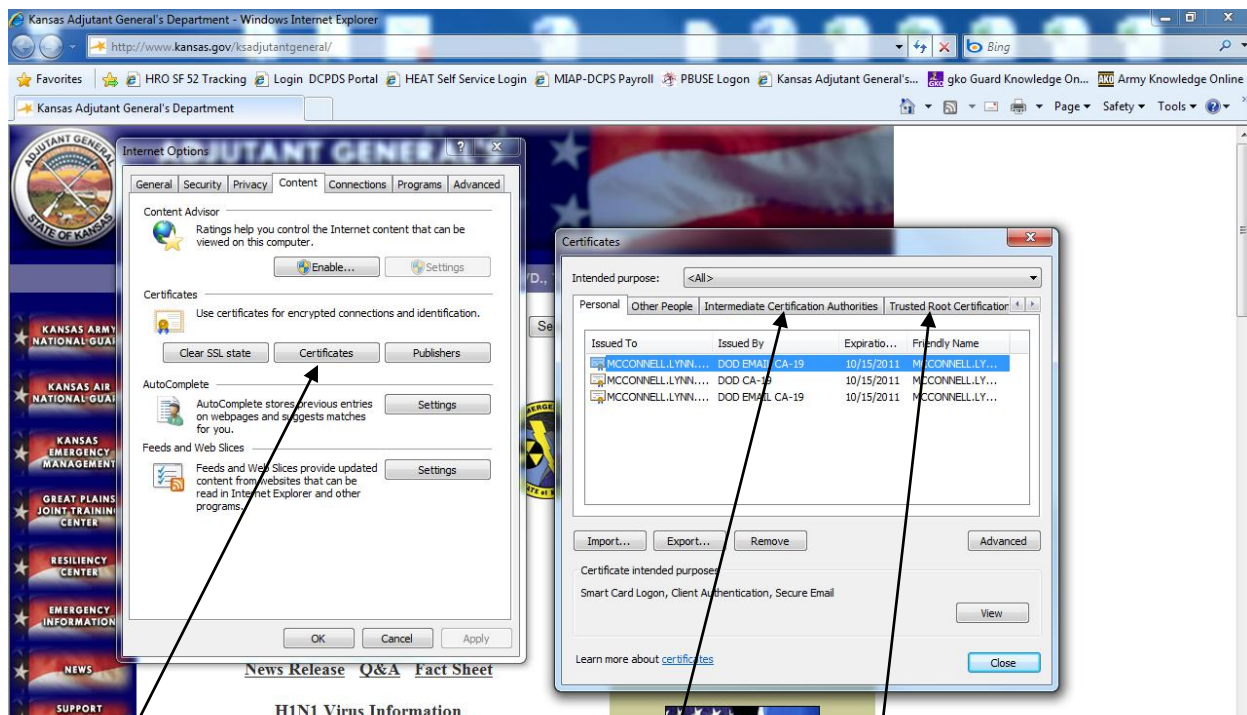 Kansas Adjutant General's Department - Windows Internet Explorer
http://www.kansas.gov/ksadjutantgeneral/
Bing
Favorites HRO SF 52 Tracking Login DCPDS Portal HEAT Self Service Login MIAP-DCPS Payroll PBUSE Logon Kansas Adjutant General's... gko Guard Knowledge On... AKO Army Knowledge Online
Kansas Adjutant General's Department
Page Safety Tools
ADJUTANT GENERAL
STATE OF KANSAS
KANSAS ARMY
NATIONAL GUA
KANSAS AIR
NATIONAL GUA
KANSAS
EMERGENCY
MANAGEMENT
GREAT PLAINS
JOINT TRAININ
CENTER
RESILIENCY
CENTER
EMERGENCY
INFORMATION
NEWS
SUPPORT
Internet Options
General Security Privacy Content Connections Programs Advanced
Content Advisor
Ratings help you control the Internet content that can be
viewed on this computer.
Enable... Settings
Certificates
Use certificates for encrypted connections and identification.
Clear SSL state Certificates Publishers
AutoComplete
AutoComplete stores previous entries
on webpages and suggests matches
for you.
Settings
Feeds and Web Slices
Feeds and Web Slices provide updated
content from websites that can be
read in Internet Explorer and other
programs.
Settings
OK Cancel Apply
News Release Q&A Fact Sheet
H1N1 Virus Information
Certificates
Intended purpose: <All>
Personal Other People Intermediate Certification Authorities Trusted Root Certification
Issued To Issued By Expiratio... Friendly Name
MCCONNELL.LYNN.... DOD EMAIL CA-19 10/15/2011 MCCONNELL.LY...
MCCONNELL.LYNN.... DOD CA-19 10/15/2011 MCCONNELL.LY...
MCCONNELL.LYNN.... DOD EMAIL CA-19 10/15/2011 MCCONNELL.LY...
Import... Export... Remove Advanced
Certificate intended purposes
Smart Card Logon, Client Authentication, Secure Email
View
Learn more about certificates
Close